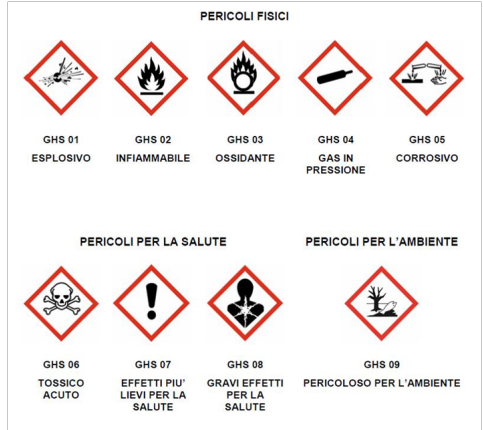 PERICOLI FISICI
GHS 01 GHS 02 GHS 03 GHS 04 GHS 05
ESPLOSIVO INFIAMMABILE OSSIDANTE GAS IN CORROSIVO
PRESSIONE
PERICOLI PER LA SALUTE PERICOLI PER L'AMBIENTE
GHS 06 GHS 07 GHS 08 GHS 09
TOSSICO EFFETTI PIU' GRAVI EFFETTI PERICOLOSO PER L'AMBIENTE
ACUTO LIEVI PER LA PER LA
SALUTE SALUTE